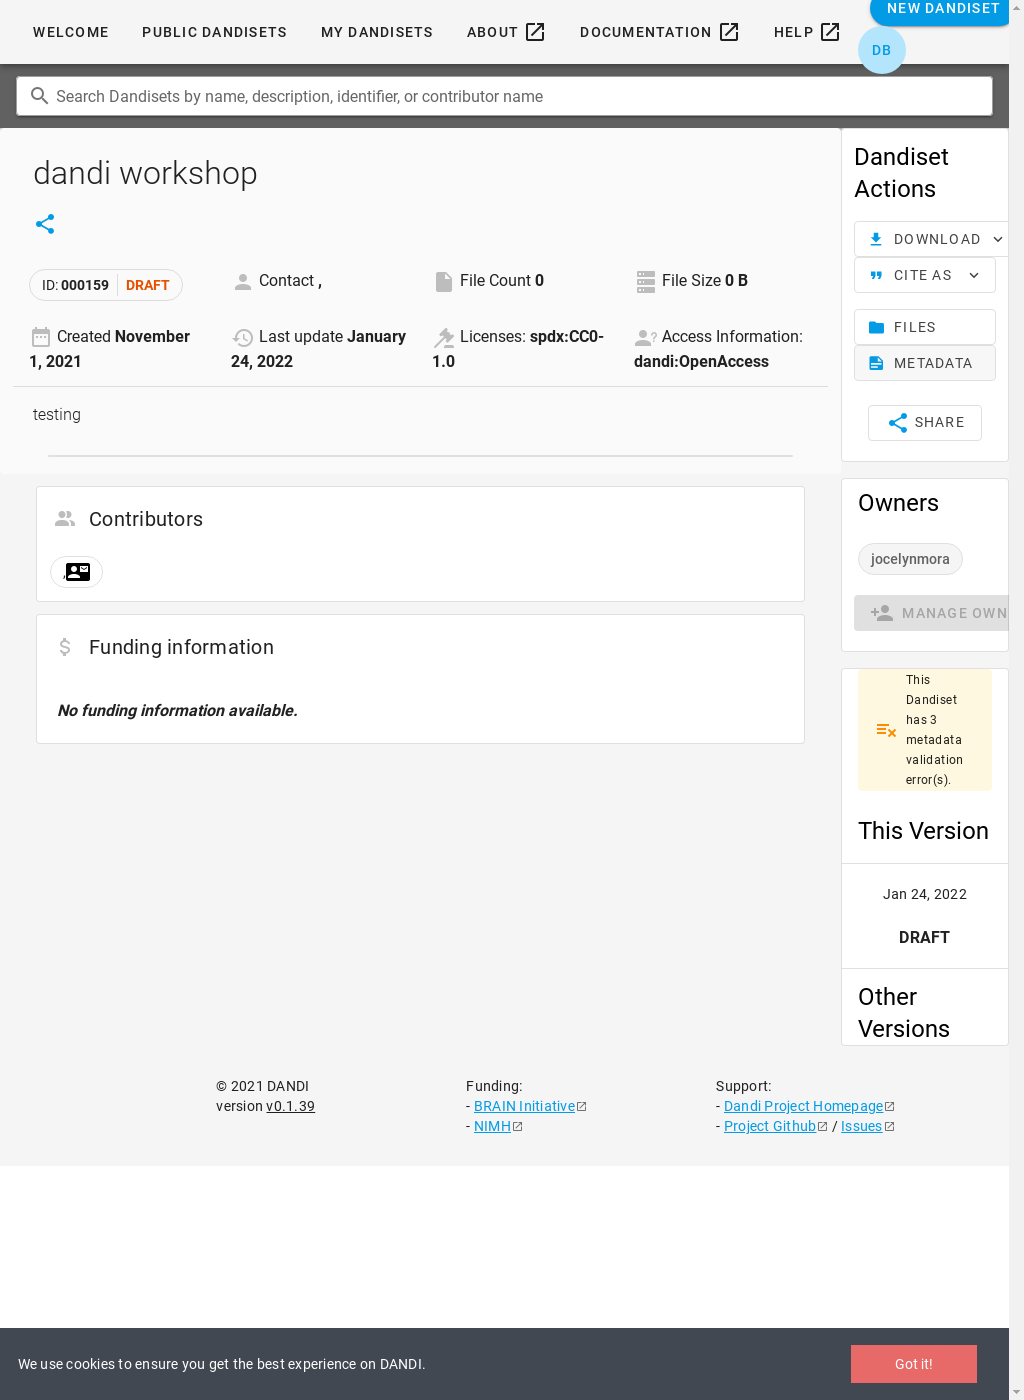 WELCOME
PUBLIC DANDISETS
MY DANDISETS
ABOUT
DOCUMENTATION
HELP
NEW DANDISET
DB
Search Dandisets by name, description, identifier, or contributor name
dandi workshop
ID: 000159 DRAFT
Contact ,
File Count 0
File Size 0 B
Created November
1, 2021
Last update January
24, 2022
Licenses: spdx:CC0-
1.0
Access Information:
dandi:OpenAccess
testing
Contributors
,
Funding information
No funding information available.
Dandiset
Actions
DOWNLOAD
CITE AS
FILES
METADATA
SHARE
Owners
jocelynmora
MANAGE OWN
This
Dandiset
has 3
metadata
validation
error(s).
This Version
Jan 24, 2022
DRAFT
Other
Versions
© 2021 DANDI
version v0.1.39
Funding:
- BRAIN Initiative
- NIMH
Support:
- Dandi Project Homepage
- Project Github / Issues
We use cookies to ensure you get the best experience on DANDI.
Got it!